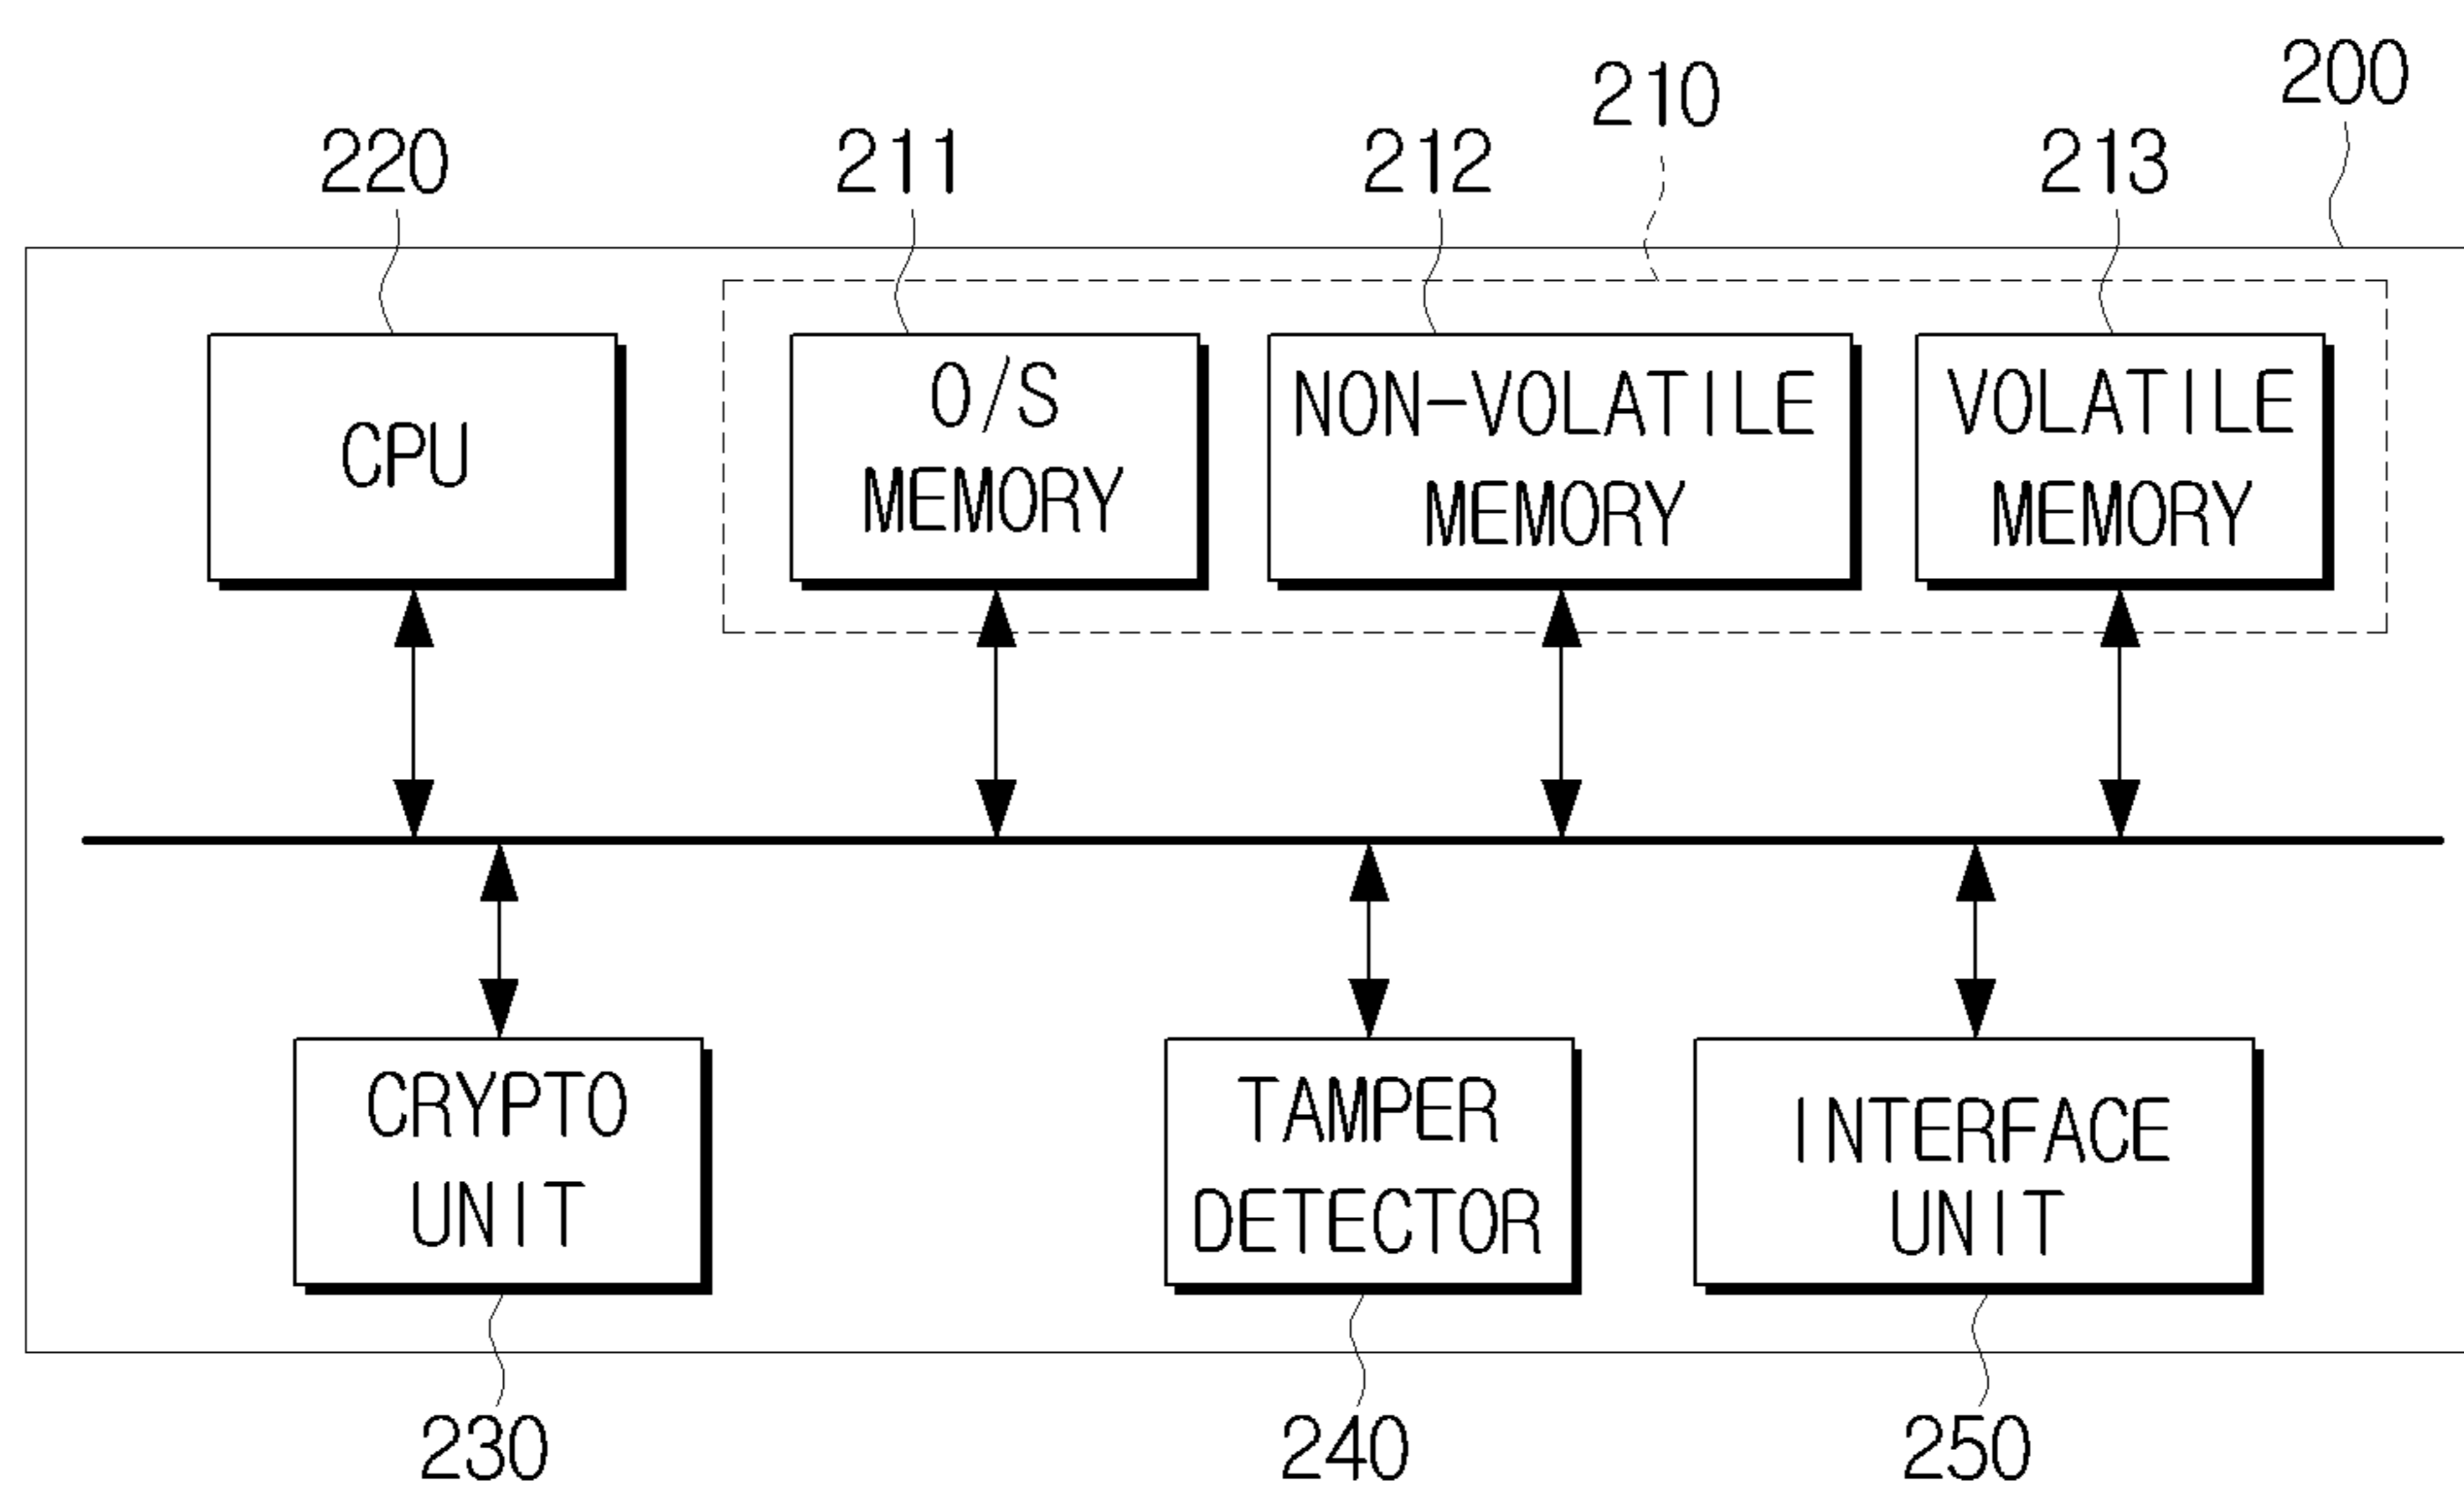 200
210
220
211
212
213
CPU
O/S
MEMORY
NON-VOLATILE
MEMORY
VOLATILE
MEMORY
CRYPTO
UNIT
TAMPER
DETECTOR
INTERFACE
UNIT
230
240
250